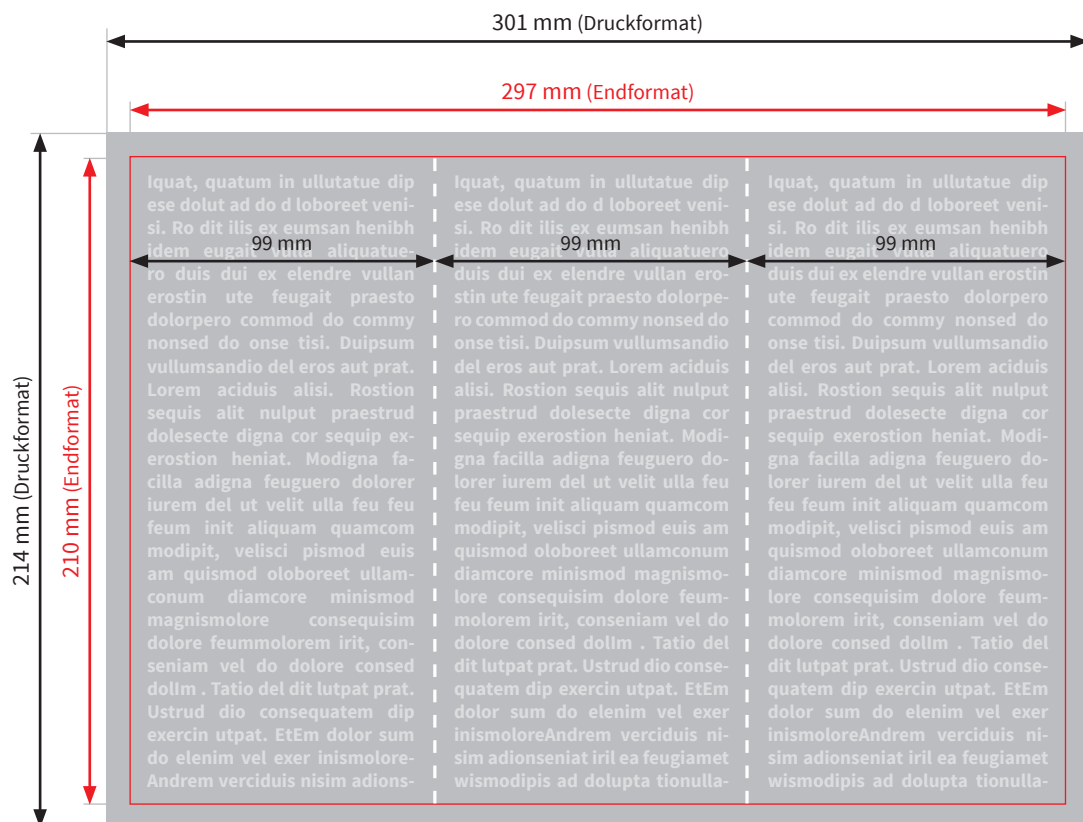 301 mm (Druckformat)
297 mm (Endformat)
214 mm (Druckformat)
210 mm (Endformat)
99 mm
99 mm
99 mm
Iquat, quatum in ullutatue dip
ese dolut ad do d loboreet veni-
si. Ro dit ilis ex eumsan henibh
idem eugait vulla aliquatue-
ro duis dui ex elendre vullan
erostin ute feugait praesto
dolorpero commod do commy
nonsed do onse tisi. Duipsum
vullumsandio del eros aut prat.
Lorem aciduis alisi. Rostion
sequis alit nulput praestrud
dolesecte digna cor sequip ex-
erostion heniat. Modigna fa-
cilla adigna feuguero dolorer
iurem del ut velit ulla feu feu
feum init aliquam quamcom
modipit, velisci pismod euis
am quismod oloboreet ullam-
conum diamcore minismod
magnismolore consequisim
dolore feummolorem irit, con-
seniam vel do dolore consed
dolIm . Tatio del dit lutpat prat.
Ustrud dio consequatem dip
exercin utpat. EtEm dolor sum
do elenim vel exer inismolore-
Andrem verciduis nisim adions-
Iquat, quatum in ullutatue dip
ese dolut ad do d loboreet veni-
si. Ro dit ilis ex eumsan henibh
idem eugait vulla aliquatuero
duis dui ex elendre vullan ero-
stin ute feugait praesto dolorpe-
ro commod do commy nonsed do
onse tisi. Duipsum vullumsandio
del eros aut prat. Lorem aciduis
alisi. Rostion sequis alit nulput
praestrud dolesecte digna cor
sequip exerostion heniat. Modi-
gna facilla adigna feuguero do-
lorer iurem del ut velit ulla feu
feu feum init aliquam quamcom
modipit, velisci pismod euis am
quismod oloboreet ullamconum
diamcore minismod magnismo-
lore consequisim dolore feum-
molorem irit, conseniam vel do
dolore consed dolIm . Tatio del
dit lutpat prat. Ustrud dio conse-
quatem dip exercin utpat. EtEm
dolor sum do elenim vel exer
inismoloreAndrem verciduis ni-
sim adionseniat iril ea feugiamet
wismodipis ad dolupta tionulla-
Iquat, quatum in ullutatue dip
ese dolut ad do d loboreet veni-
si. Ro dit ilis ex eumsan henibh
idem eugait vulla aliquatuero
duis dui ex elendre vullan erostin
ute feugait praesto dolorpero
commod do commy nonsed do
onse tisi. Duipsum vullumsandio
del eros aut prat. Lorem aciduis
alisi. Rostion sequis alit nulput
praestrud dolesecte digna cor
sequip exerostion heniat. Modi-
gna facilla adigna feuguero do-
lorer iurem del ut velit ulla feu
feu feum init aliquam quamcom
modipit, velisci pismod euis am
quismod oloboreet ullamconum
diamcore minismod magnismo-
lore consequisim dolore feum-
molorem irit, conseniam vel do
dolore consed dolIm . Tatio del
dit lutpat prat. Ustrud dio conse-
quatem dip exercin utpat. EtEm
dolor sum do elenim vel exer
inismoloreAndrem verciduis ni-
sim adionseniat iril ea feugiamet
wismodipis ad dolupta tionulla-